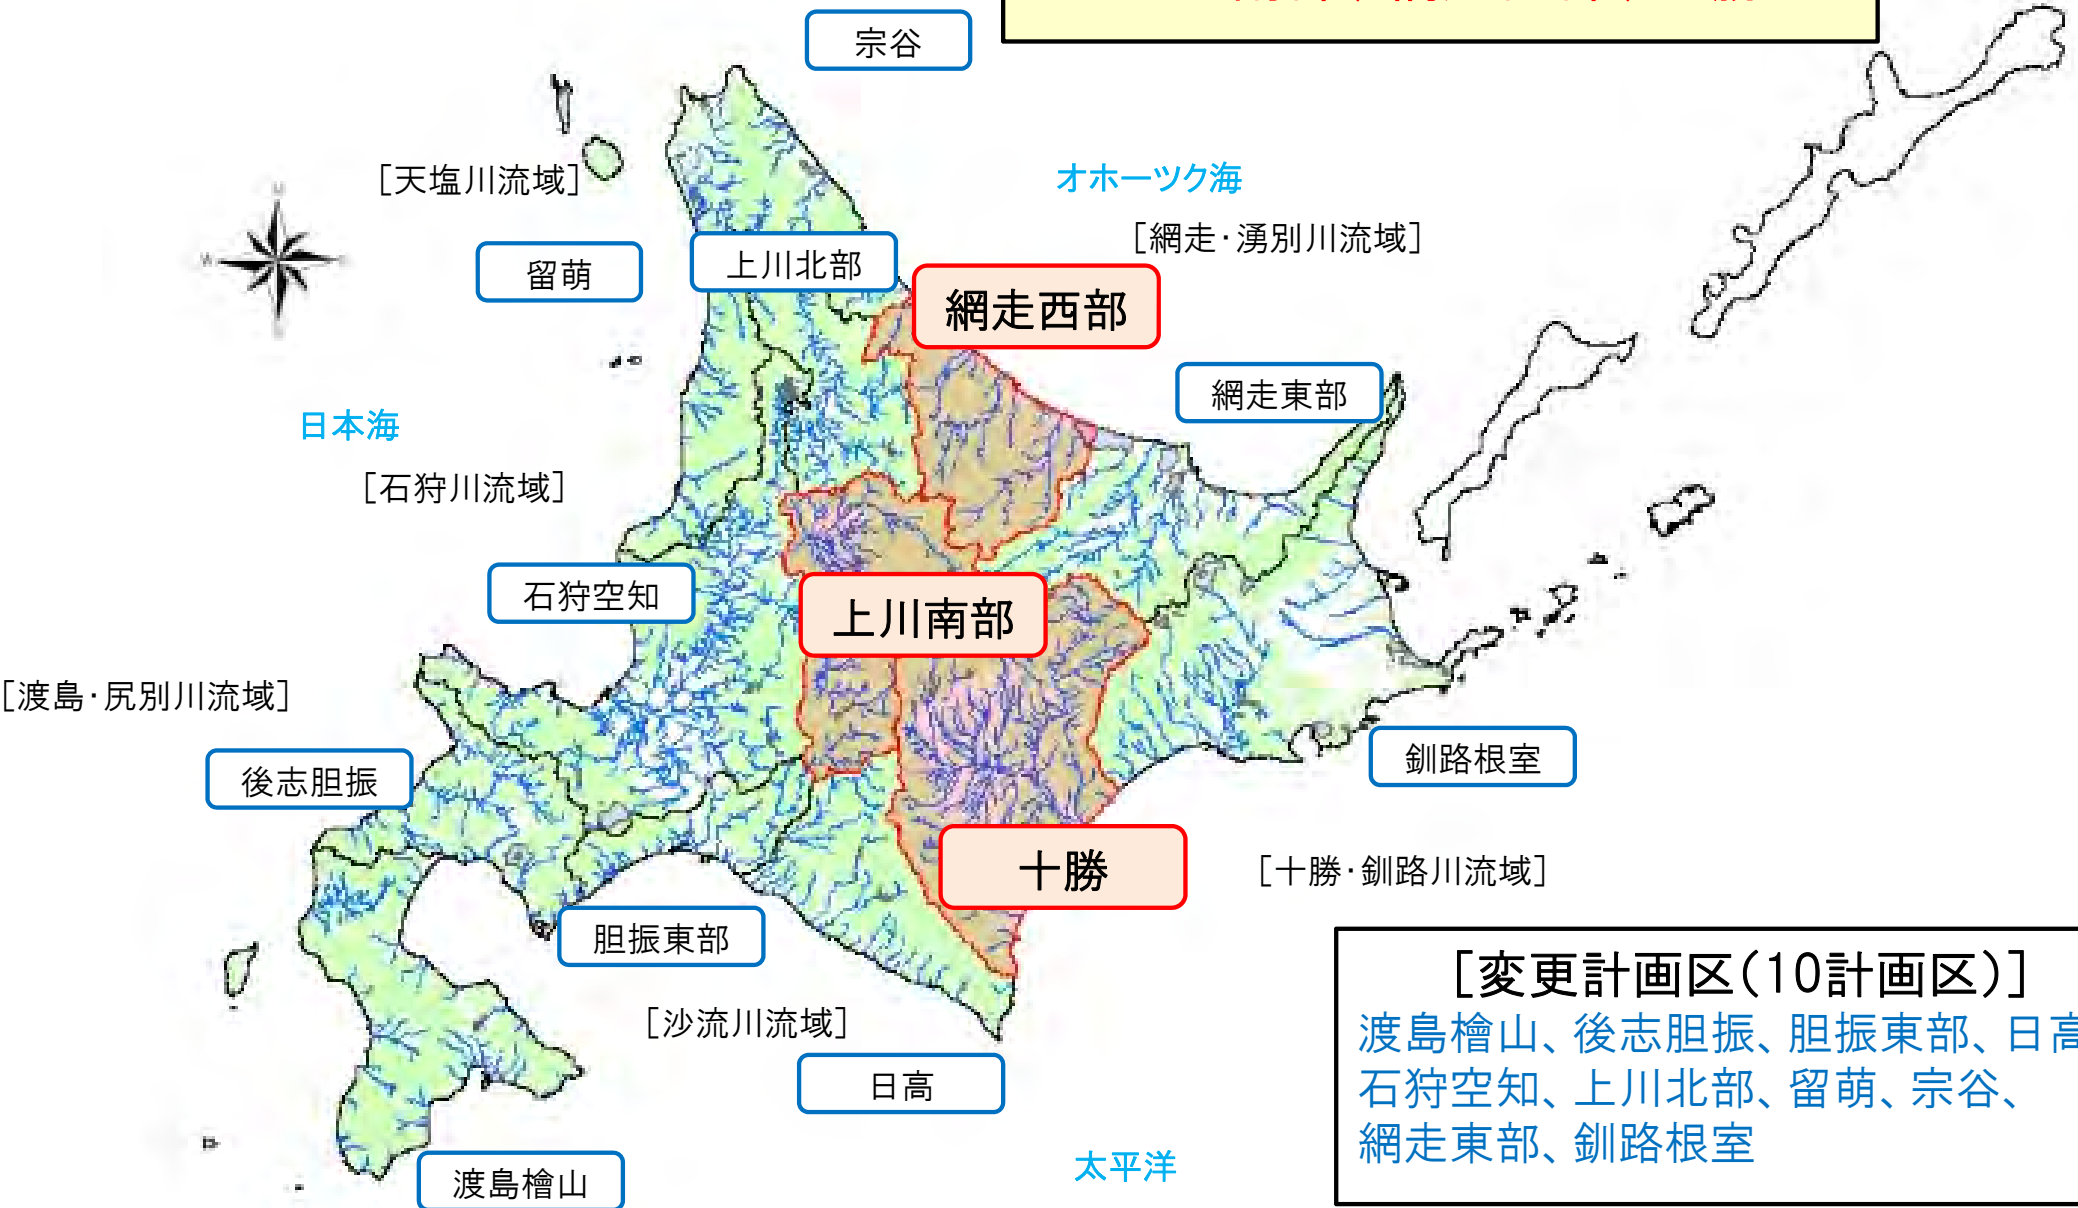 宗谷
[天塩川流域]
オホーツク海
[網走・湧別川流域]
留萌
上川北部
網走西部
網走東部
日本海
[石狩川流域]
石狩空知
上川南部
[渡島・尻別川流域]
後志胆振
釧路根室
十勝
[十勝・釧路川流域]
胆振東部
[沙流川流域]
日高
渡島檜山
太平洋
[変更計画区(10計画区)]
渡島檜山、後志胆振、胆振東部、日高
石狩空知、上川北部、留萌、宗谷、
網走東部、釧路根室